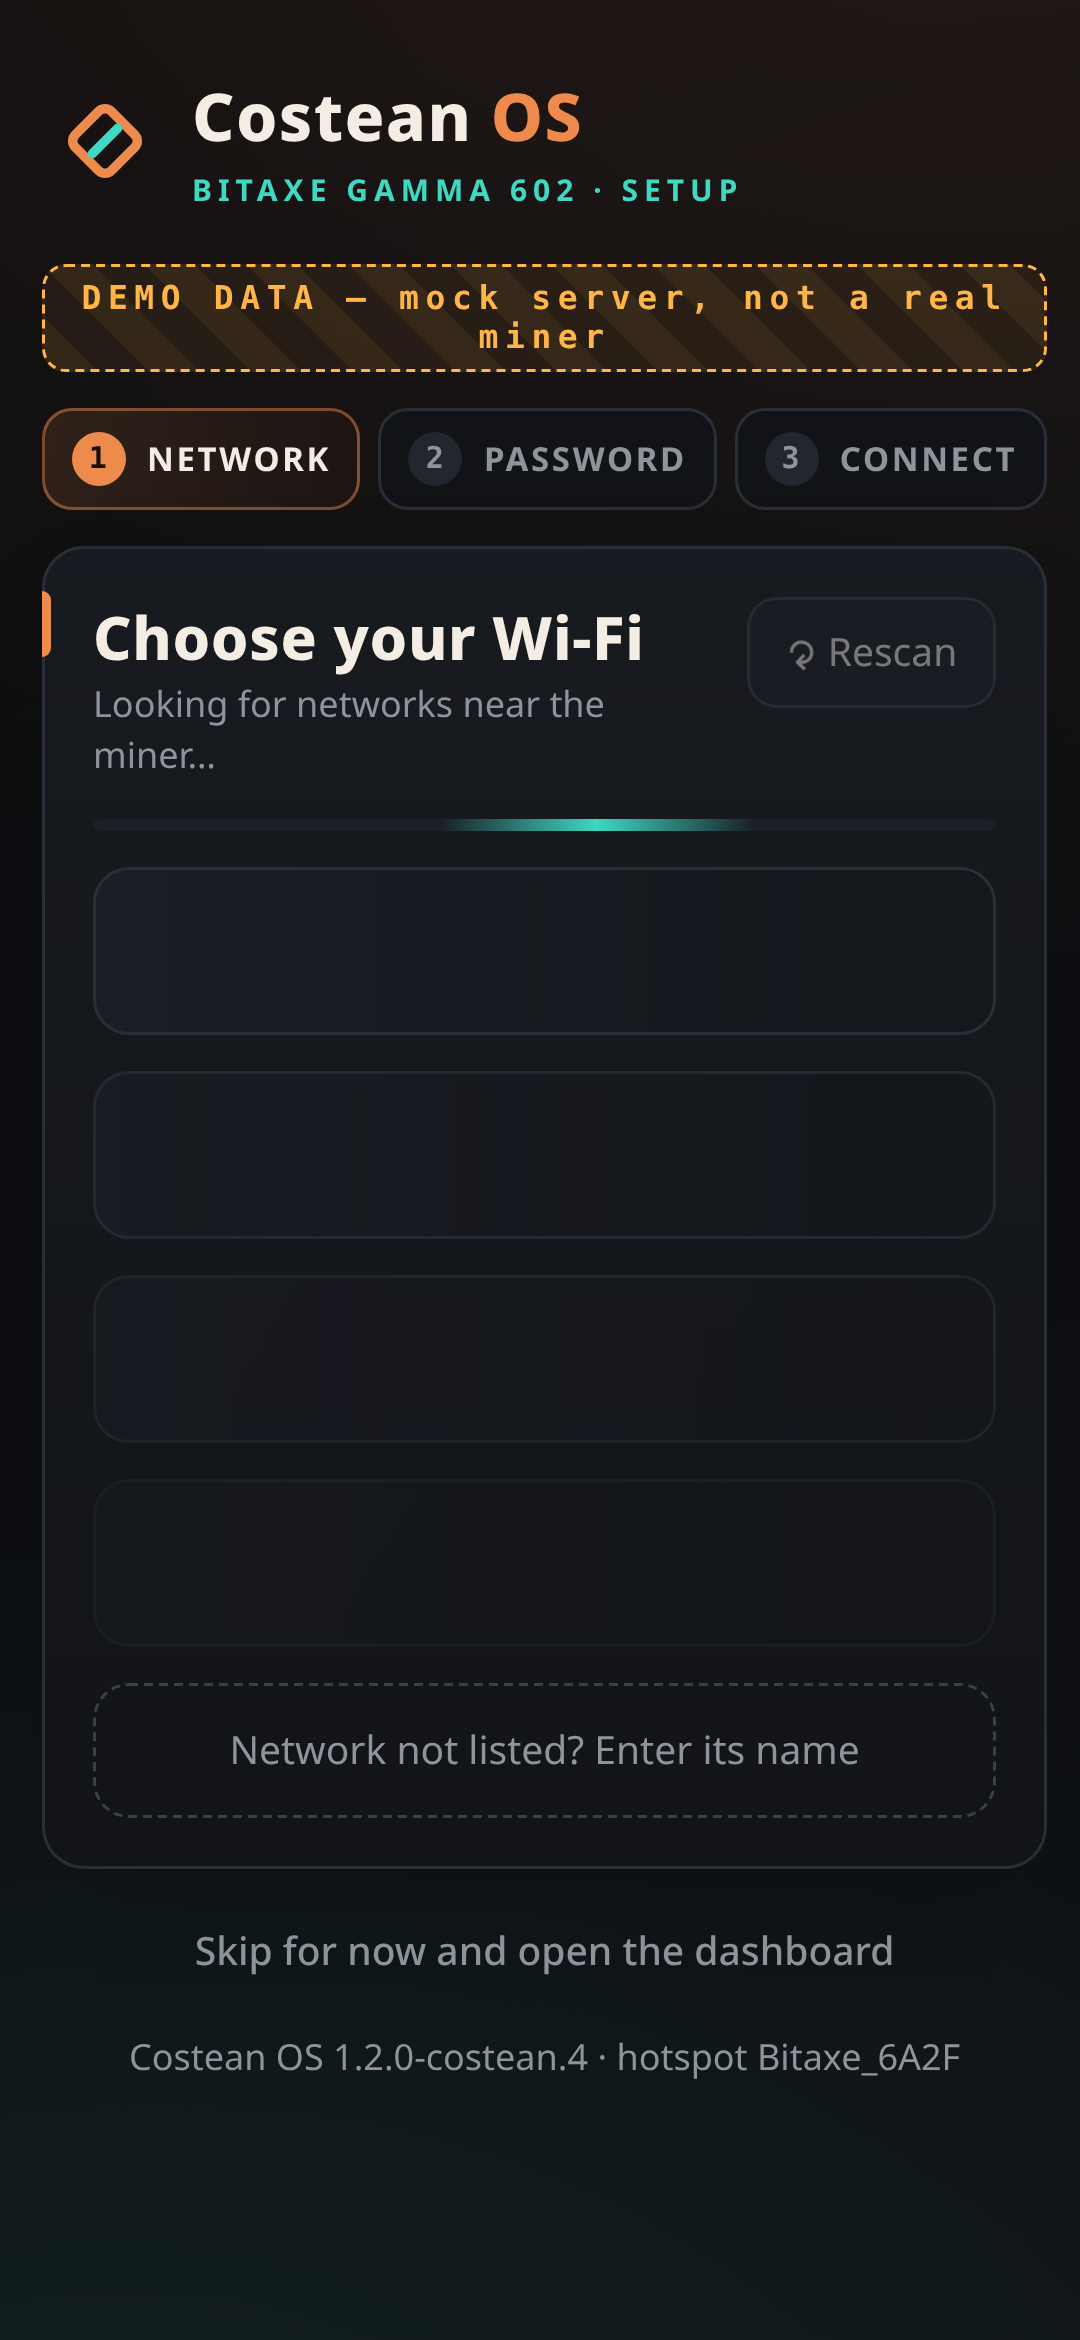 Costean OS
BITAXE GAMMA 602 · SETUP
DEMO DATA — mock server, not a real
miner
1 NETWORK
2 PASSWORD
3 CONNECT
Choose your Wi-Fi
Rescan
Looking for networks near the
miner…
Network not listed? Enter its name
Skip for now and open the dashboard
Costean OS 1.2.0-costean.4 · hotspot Bitaxe_6A2F